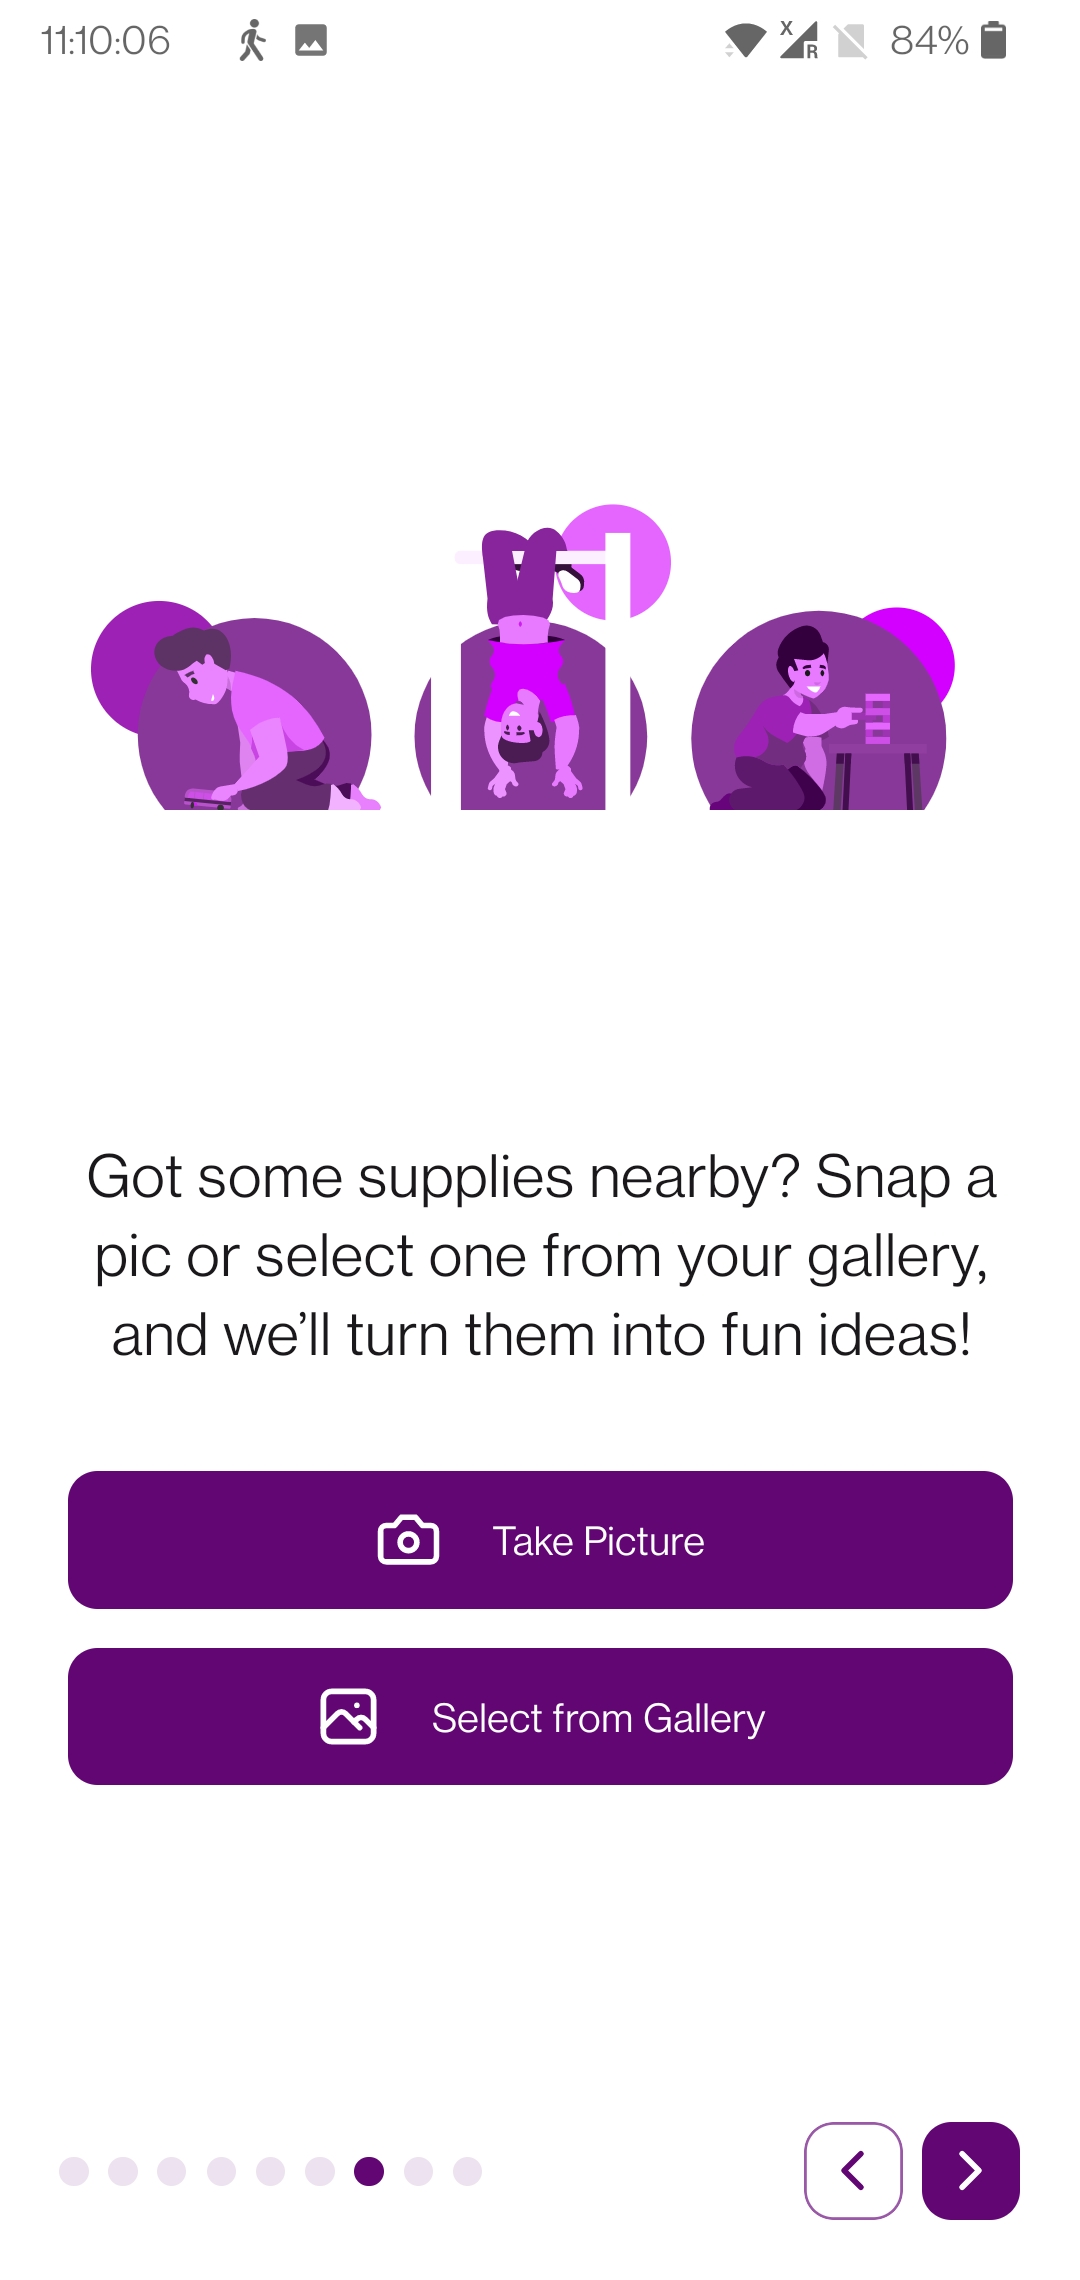 11:10:06
X
R
84%
Got some supplies nearby? Snap a
pic or select one from your gallery,
and we’ll turn them into fun ideas!
Take Picture
Select from Gallery